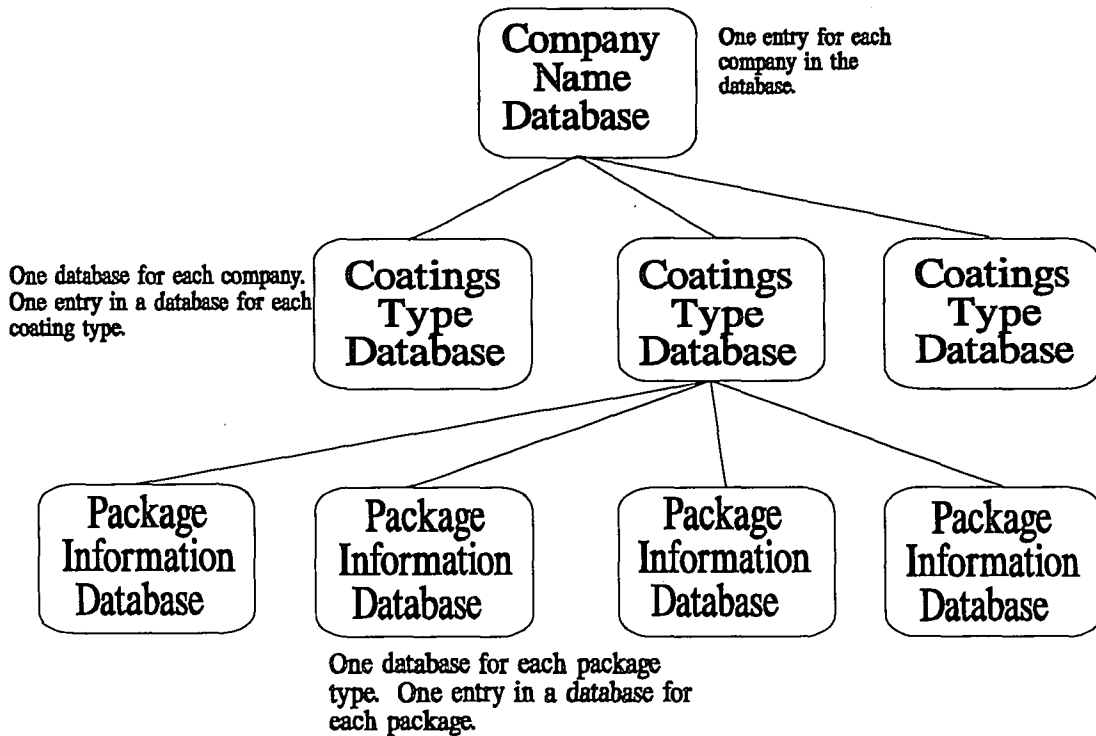 Company
Name
Database
One entry for each
company in the
database.
One database for each company.
One entry in a database for each
coating type.
Coatings
Type
Database
Coatings
Type
Database
Coatings
Type
Database
Package
Information
Database
Package
Information
Database
Package
Information
Database
Package
Information
Database
One database for each package
type. One entry in a database for
each package.